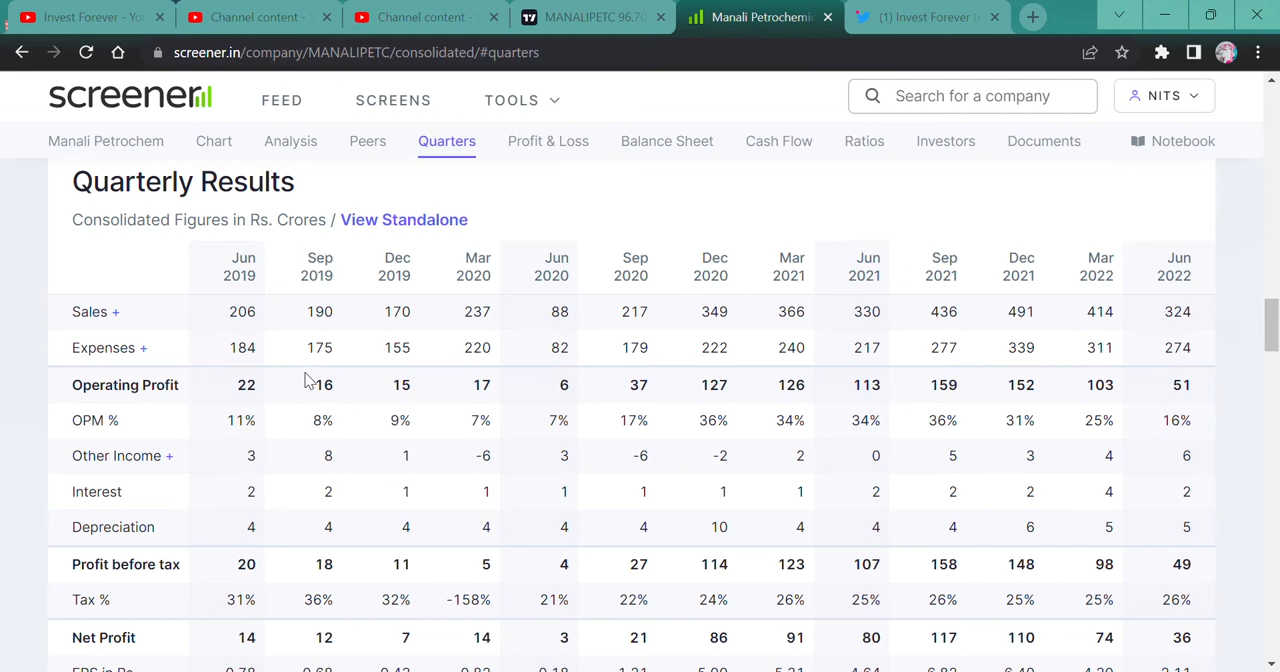 Invest Forever - You
Channel content -
Channel content -
MANALIPETC 96.70
Manali Petrochemic
(1) Invest Forever (
screener.in/company/MANALIPETC/consolidated/#quarters
screener
FEED
SCREENS
TOOLS
Search for a company
NITS
Manali Petrochem Chart Analysis Peers Quarters Profit & Loss Balance Sheet Cash Flow Ratios Investors Documents Notebook
Quarterly Results
Consolidated Figures in Rs. Crores / View Standalone
Jun 2019 Sep 2019 Dec 2019 Mar 2020 Jun 2020 Sep 2020 Dec 2020 Mar 2021 Jun 2021 Sep 2021 Dec 2021 Mar 2022 Jun 2022
Sales + 206 190 170 237 88 217 349 366 330 436 491 414 324
Expenses + 184 175 155 220 82 179 222 240 217 277 339 311 274
Operating Profit 22 16 15 17 6 37 127 126 113 159 152 103 51
OPM % 11% 8% 9% 7% 7% 17% 36% 34% 34% 36% 31% 25% 16%
Other Income + 3 8 1 -6 3 -6 -2 2 0 5 3 4 6
Interest 2 2 1 1 1 1 1 1 2 2 2 4 2
Depreciation 4 4 4 4 4 4 10 4 4 4 6 5 5
Profit before tax 20 18 11 5 4 27 114 123 107 158 148 98 49
Tax % 31% 36% 32% -158% 21% 22% 24% 26% 25% 26% 25% 25% 26%
Net Profit 14 12 7 14 3 21 86 91 80 117 110 74 36